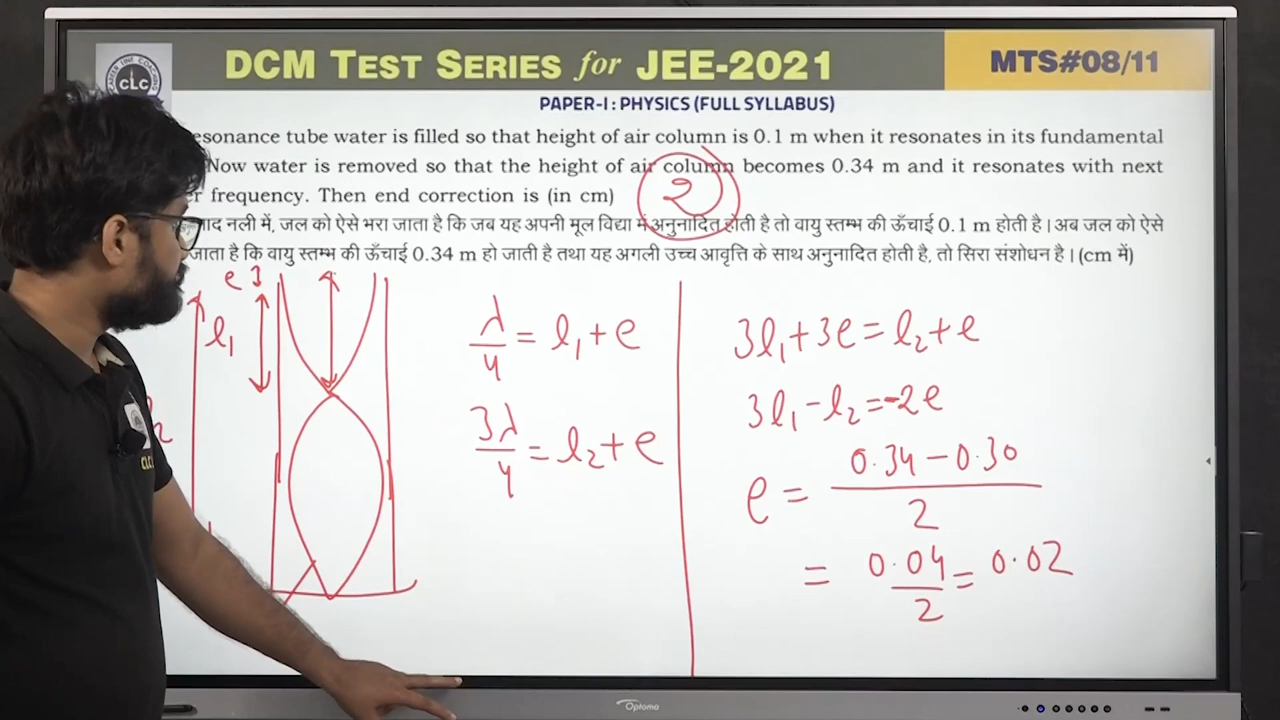 DCM TEST SERIES for JEE-2021
MTS#08/11
CLC
PAPER-I : PHYSICS (FULL SYLLABUS)
esonance tube water is filled so that height of air column is 0.1 m when it resonates in its fundamental
Now water is removed so that the height of air column becomes 0.34 m and it resonates with next
r frequency. Then end correction is (in cm)
2
नाद नली में, जल को ऐसे भरा जाता है कि जब यह अपनी मूल विद्या में अनुनादित होती है तो वायु स्तम्भ की ऊँचाई 0.1 m होती है। अब जल को ऐसे
जाता है कि वायु स्तम्भ की ऊँचाई 0.34 m हो जाती है तथा यह अगली उच्च आवृत्ति के साथ अनुनादित होती है, तो सिरा संशोधन है। (cm में)
e
l₁
2
λ/4 = l₁+e
3λ/4 = l₂+e
3l₁+3e=l₂+e
3l₁-l₂=-2e
e = 0.34-0.30 / 2
= 0.04/2 = 0.02
CLC
Optoma